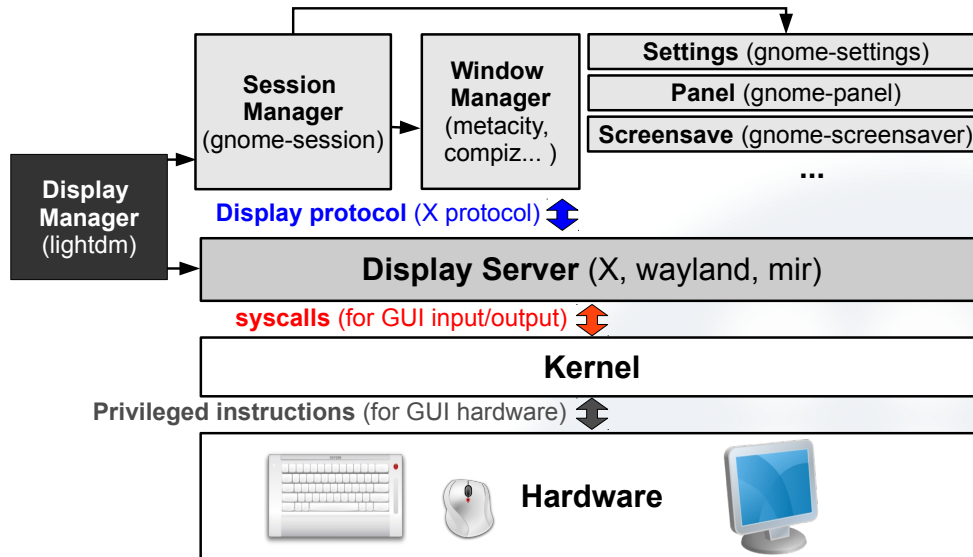 Session
Manager
(gnome-session)
Window
Manager
(metacity,
compiz... )
Settings (gnome-settings)
Panel (gnome-panel)
Screensave (gnome-screensaver)
...
Display
Manager
(lightdm)
Display protocol (X protocol)
Display Server (X, wayland, mir)
syscalls (for GUI input/output)
Kernel
Privileged instructions (for GUI hardware)
Hardware